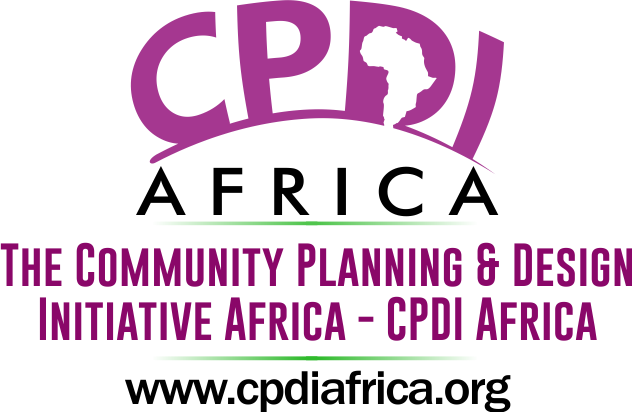 CPDI
AFRICA
THE COMMUNITY PLANNING & DESIGN
INITIATIVE AFRICA - CPDI AFRICA
www.cpdiafrica.org